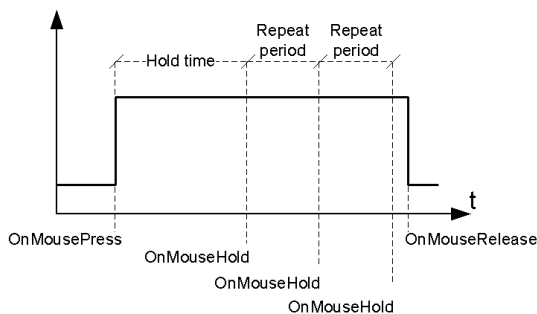 Repeat
period
Repeat
period
Hold time
t
OnMousePress
OnMouseRelease
OnMouseHold
OnMouseHold
OnMouseHold